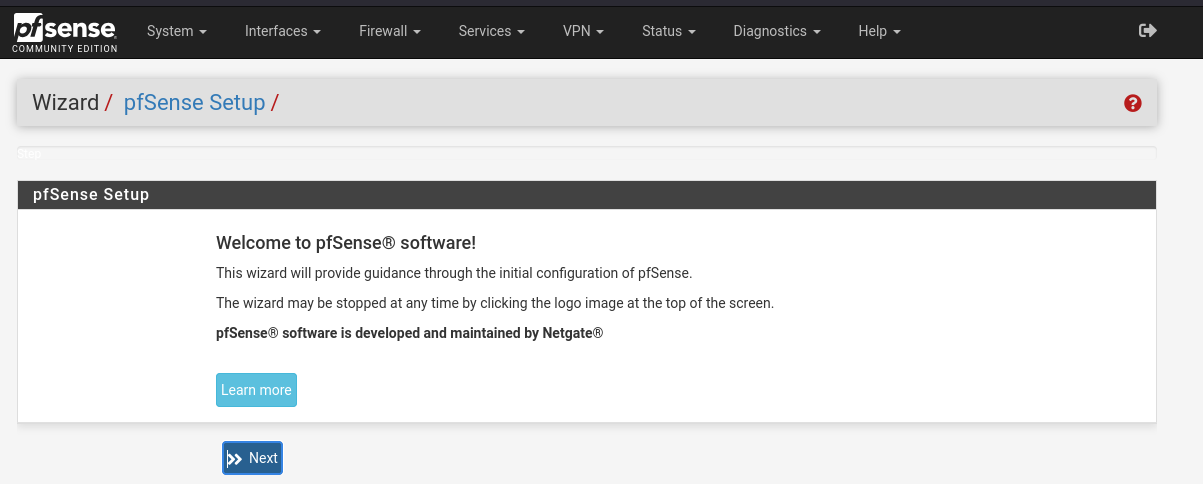 pfsense
COMMUNITY EDITION
System Interfaces Firewall Services VPN Status Diagnostics Help
Wizard / pfSense Setup /
Step
pfSense Setup
Welcome to pfSense® software!
This wizard will provide guidance through the initial configuration of pfSense.
The wizard may be stopped at any time by clicking the logo image at the top of the screen.
pfSense® software is developed and maintained by Netgate®
Learn more
Next